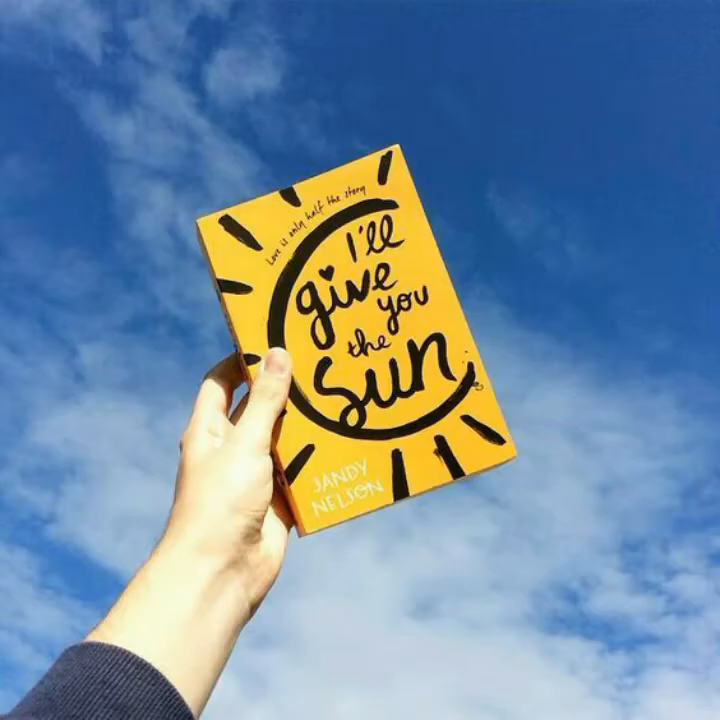 Love is only half the story
I'll
give
you
the
Sun
JANDY
NELSON